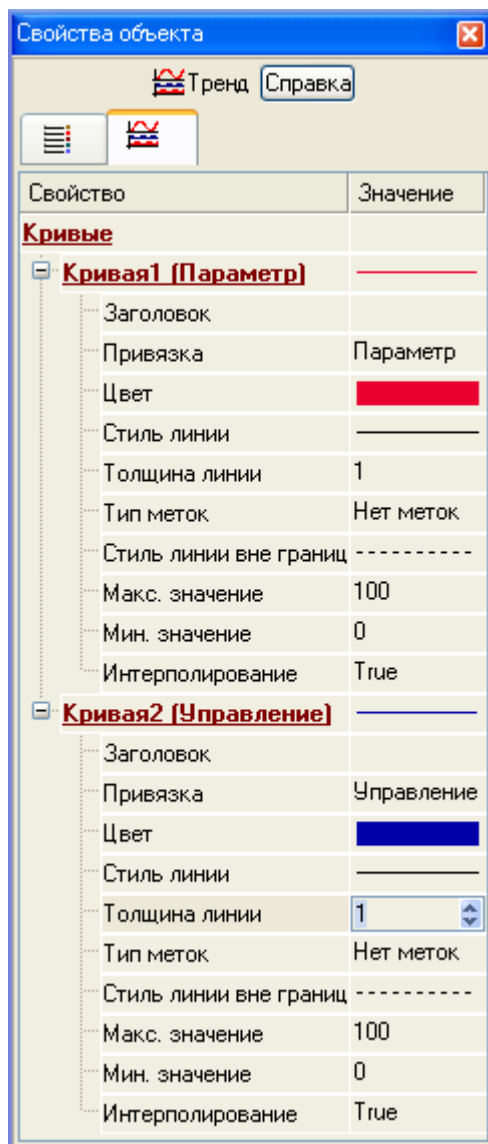 Свойства объекта
Тренд Справка
Свойство Значение
Кривые
Кривая1 (Параметр)
Заголовок
Привязка Параметр
Цвет
Стиль линии
Толщина линии 1
Тип меток Нет меток
Стиль линии вне границ
Макс. значение 100
Мин. значение 0
Интерполирование True
Кривая2 (Управление)
Заголовок
Привязка Управление
Цвет
Стиль линии
Толщина линии 1
Тип меток Нет меток
Стиль линии вне границ
Макс. значение 100
Мин. значение 0
Интерполирование True